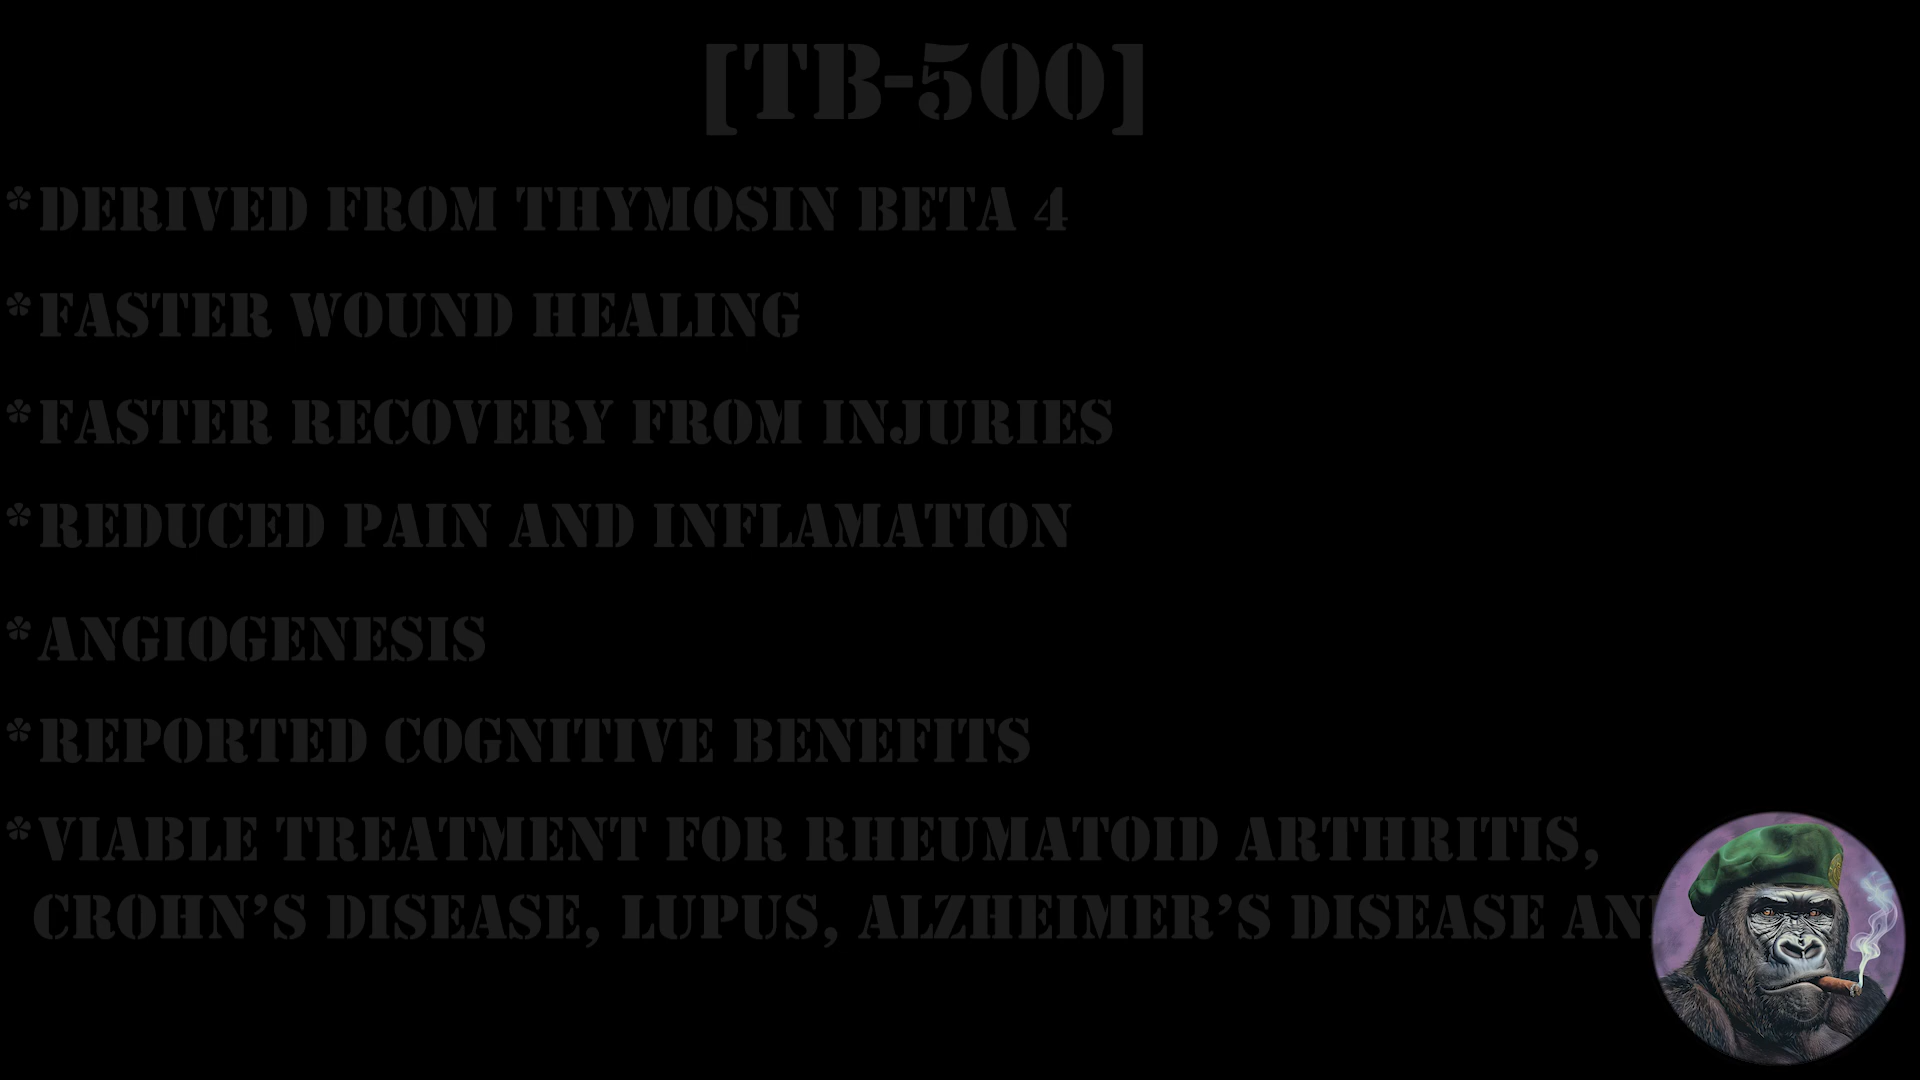 [TB-500]
*DERIVED FROM THYMOSIN BETA 4
*FASTER WOUND HEALING
*FASTER RECOVERY FROM INJURIES
*REDUCED PAIN AND INFLAMATION
*ANGIOGENESIS
*REPORTED COGNITIVE BENEFITS
*VIABLE TREATMENT FOR RHEUMATOID ARTHRITIS,
CROHN’S DISEASE, LUPUS, ALZHEIMER’S DISEASE